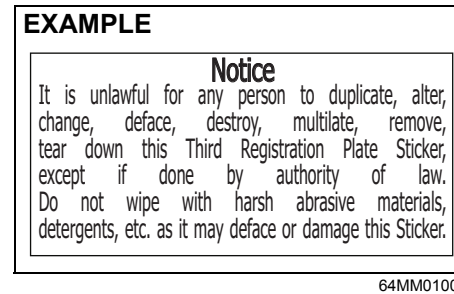 EXAMPLE
Notice
It is unlawful for any person to duplicate, alter,
change, deface, destroy, multilate, remove,
tear down this Third Registration Plate Sticker,
except if done by authority of law.
Do not wipe with harsh abrasive materials,
detergents, etc. as it may deface or damage this Sticker.
64MM0100